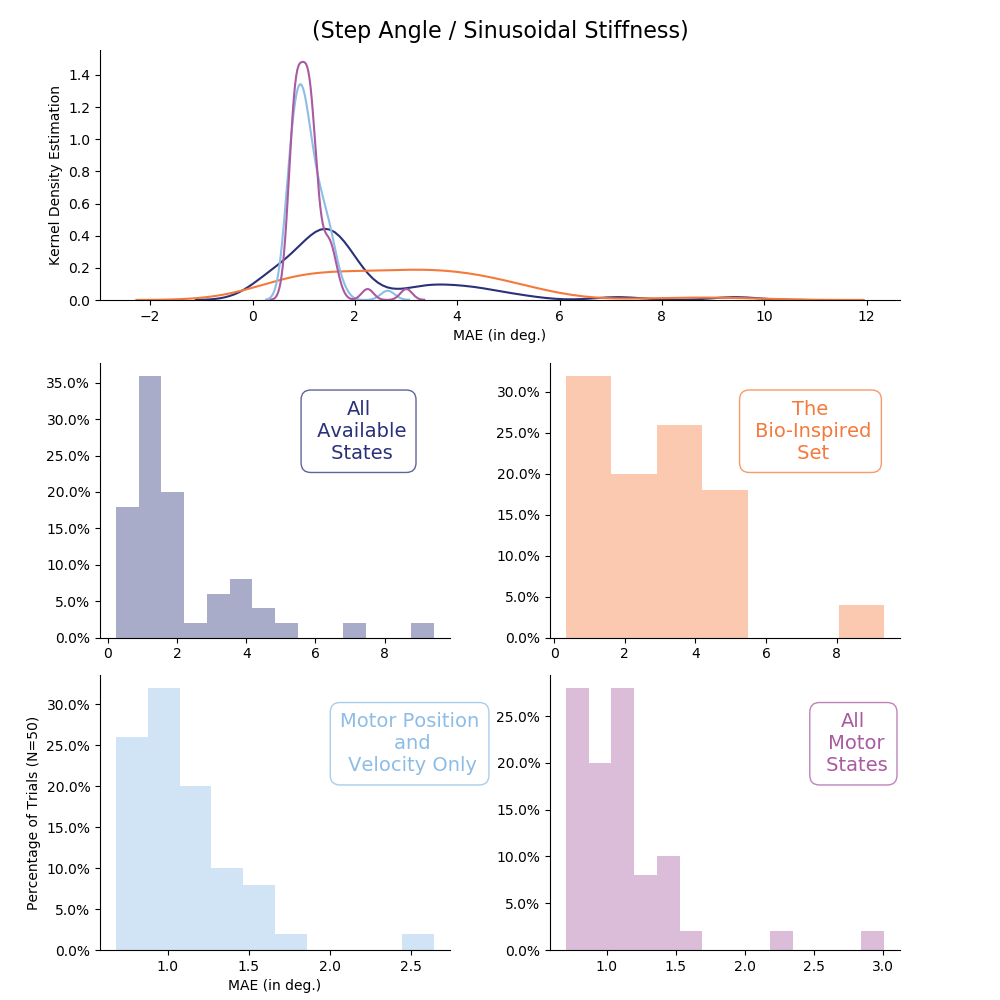 (Step Angle / Sinusoidal Stiffness)
Kernel Density Estimation
1.4
1.2
1.0
0.8
0.6
0.4
0.2
0.0
−2 0 2 4 6 8 10 12
MAE (in deg.)
35.0%
30.0%
25.0%
20.0%
15.0%
10.0%
5.0%
0.0%
0 2 4 6 8
All
Available
States
30.0%
25.0%
20.0%
15.0%
10.0%
5.0%
0.0%
0 2 4 6 8
The
Bio-Inspired
Set
Percentage of Trials (N=50)
30.0%
25.0%
20.0%
15.0%
10.0%
5.0%
0.0%
1.0 1.5 2.0 2.5
MAE (in deg.)
Motor Position
and
Velocity Only
25.0%
20.0%
15.0%
10.0%
5.0%
0.0%
1.0 1.5 2.0 2.5 3.0
All
Motor
States